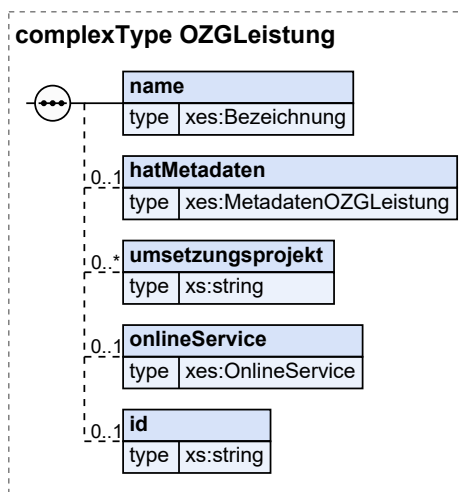 complexType OZGLeistung
name
type xes:Bezeichnung
0..1
hatMetadaten
type xes:MetadatenOZGLeistung
0..*
umsetzungsprojekt
type xs:string
0..1
onlineService
type xes:OnlineService
0..1
id
type xs:string